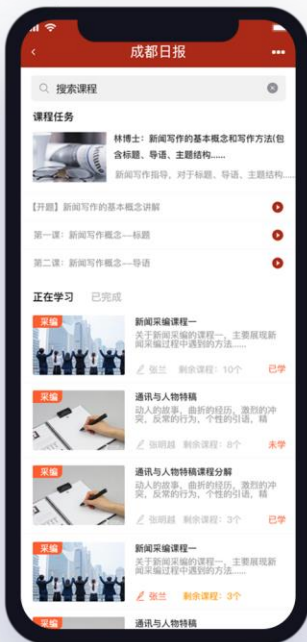 成都日报
搜索课程
课程任务
林博士：新闻写作的基本概念和写作方法(包
含标题、导语、主题结构......
新闻写作指导，对于标题、导语、主题结构......
【开题】新闻写作的基本概念讲解
第一课：新闻写作概念---标题
第二课：新闻写作概念---导语
正在学习 已完成
采编
新闻采编课程一
关于新闻采编的课程一，主要展现新
闻采编过程中遇到的方法......
张兰 剩余课程：10个 已学
采编
通讯与人物特稿
动人的故事，曲折的经历，激烈的冲
突，反常的行为，个性的引语，精
张明越 剩余课程：8个 未学
采编
通讯与人物特稿课程分解
动人的故事，曲折的经历，激烈的冲
突，反常的行为，个性的引语，精
张明越 剩余课程：3个 已学
采编
新闻采编课程一
关于新闻采编的课程一，主要展现新
闻采编过程中遇到的方法......
张兰 剩余课程：3个
采编
通讯与人物特稿